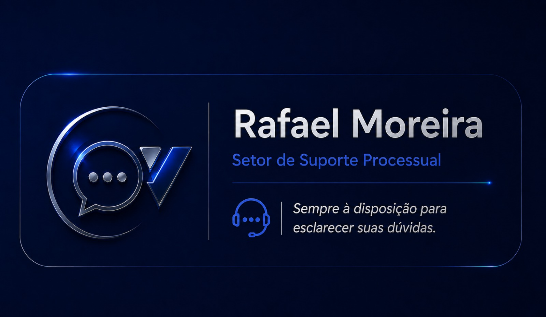 Rafael Moreira
Setor de Suporte Processual
Sempre à disposição para
esclarecer suas dúvidas.